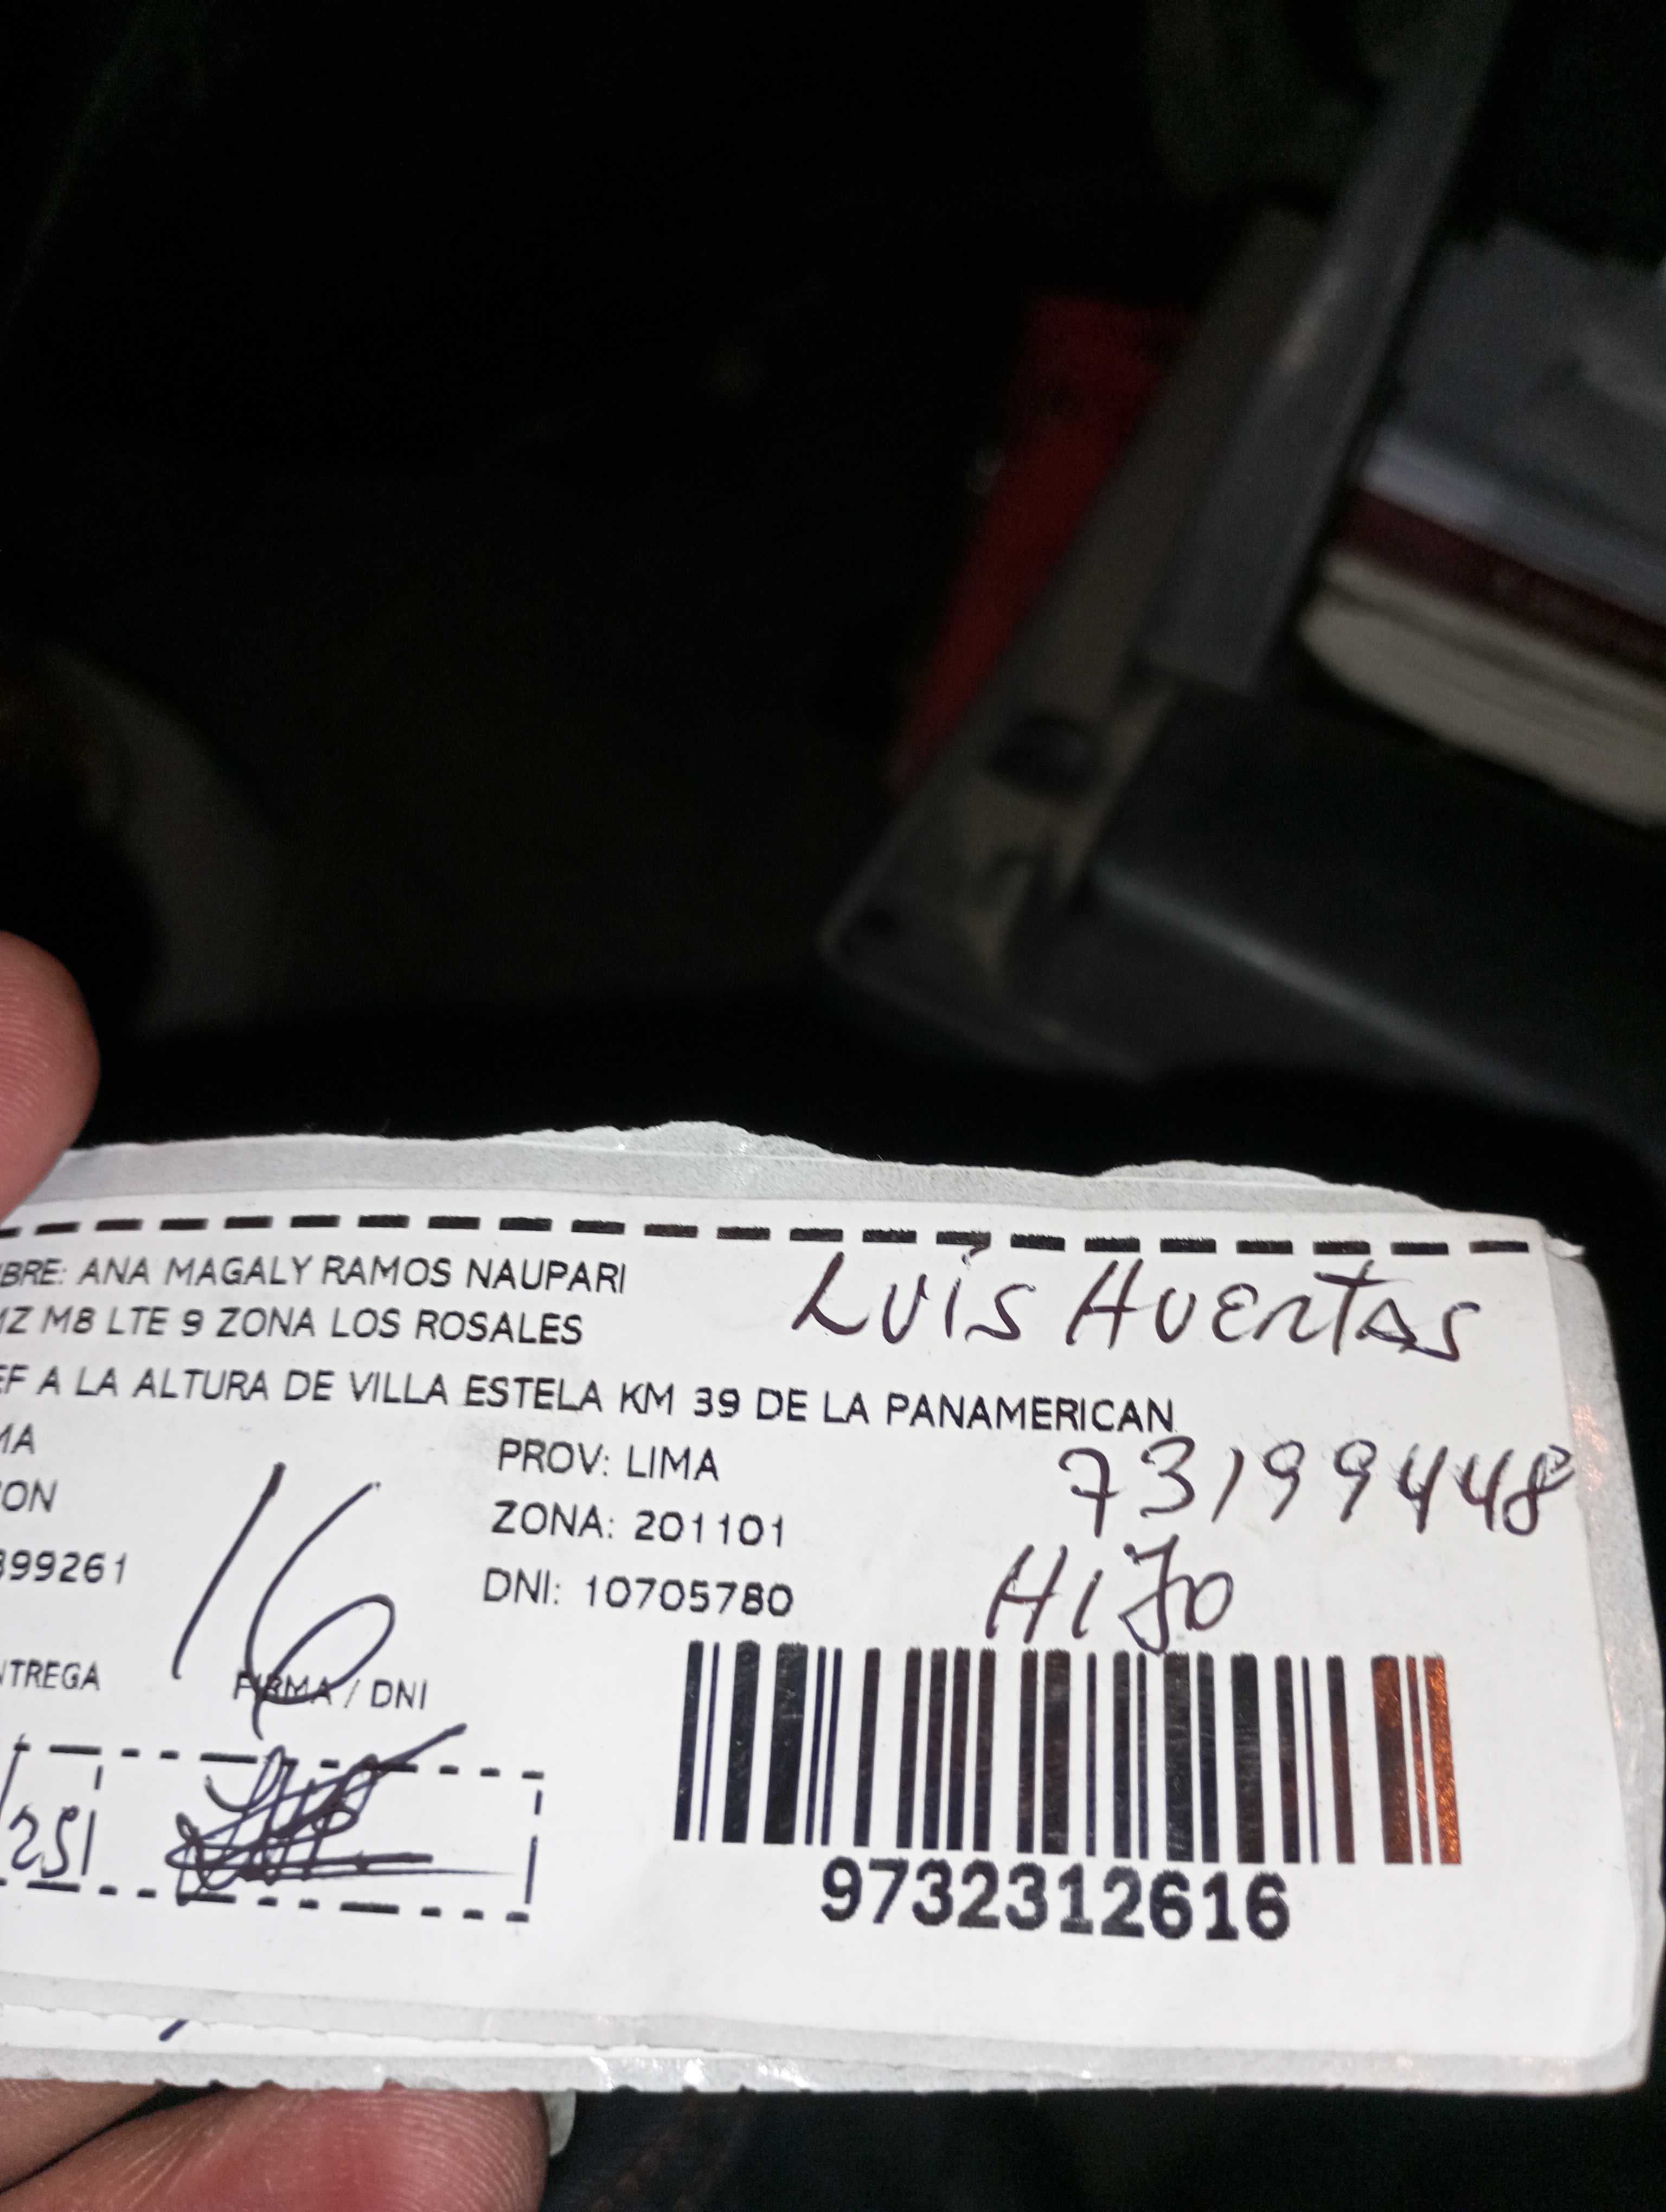 BRE: ANA MAGALY RAMOS NAUPARI
LUIS HUERTAS
MZ MB LTE 9 ZONA LOS ROSALES
EF A LA ALTURA DE VILLA ESTELA KM 39 DE LA PANAMERICAN
MA
PROV: LIMA
73199448
ON
16
ZONA: 201101
HIJO
399261
DNI: 10705780
NTREGA
FIRMA / DNI
251
9732312616